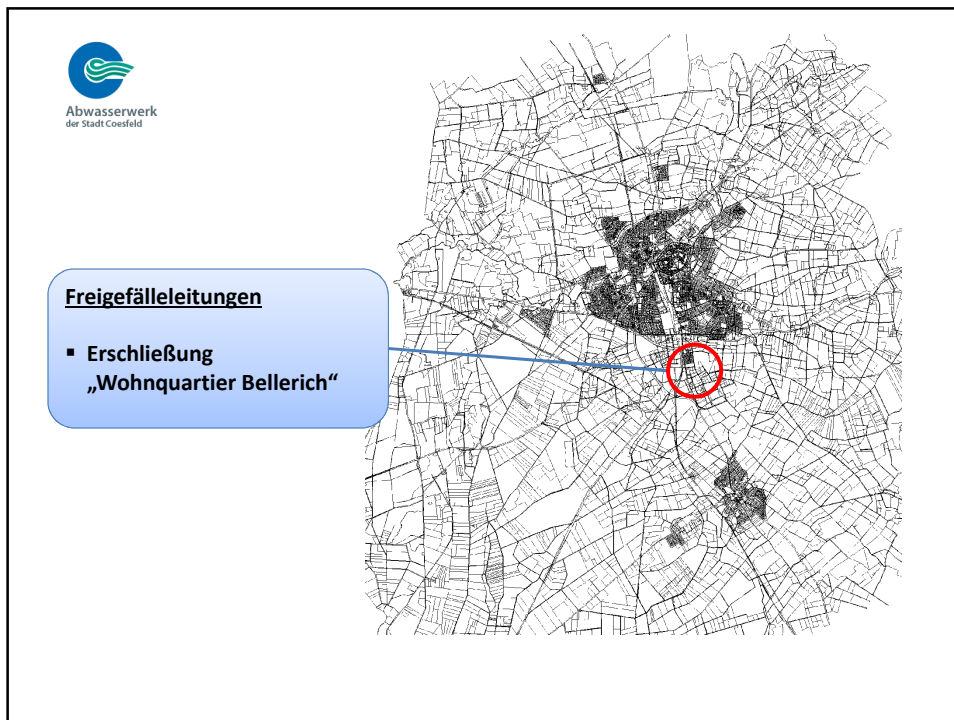 Abwasserwerk
der Stadt Coesfeld
Freigefälleleitungen
▪ Erschließung
„Wohnquartier Bellerich“